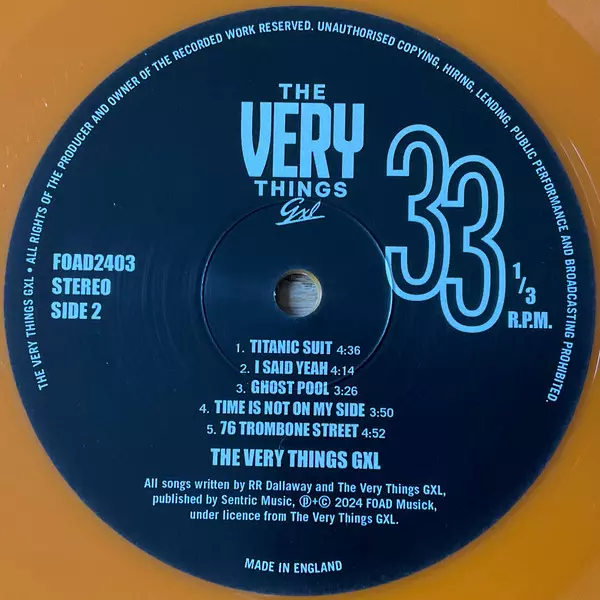 THE VERY THINGS GXL • ALL RIGHTS OF THE PRODUCER AND OWNER OF THE RECORDED WORK RESERVED. UNAUTHORISED COPYING, HIRING, LENDING, PUBLIC PERFORMANCE AND BROADCASTING PROHIBITED.
THE
VERY
THINGS
gxl
33 1/3
R.P.M.
FOAD2403
STEREO
SIDE 2
1. TITANIC SUIT 4:36
2. I SAID YEAH 4:14
3. GHOST POOL 3:26
4. TIME IS NOT ON MY SIDE 3:50
5. 76 TROMBONE STREET 4:52
THE VERY THINGS GXL
All songs written by RR Dallaway and The Very Things GXL,
published by Sentric Music, ℗+© 2024 FOAD Musick,
under licence from The Very Things GXL.
MADE IN ENGLAND